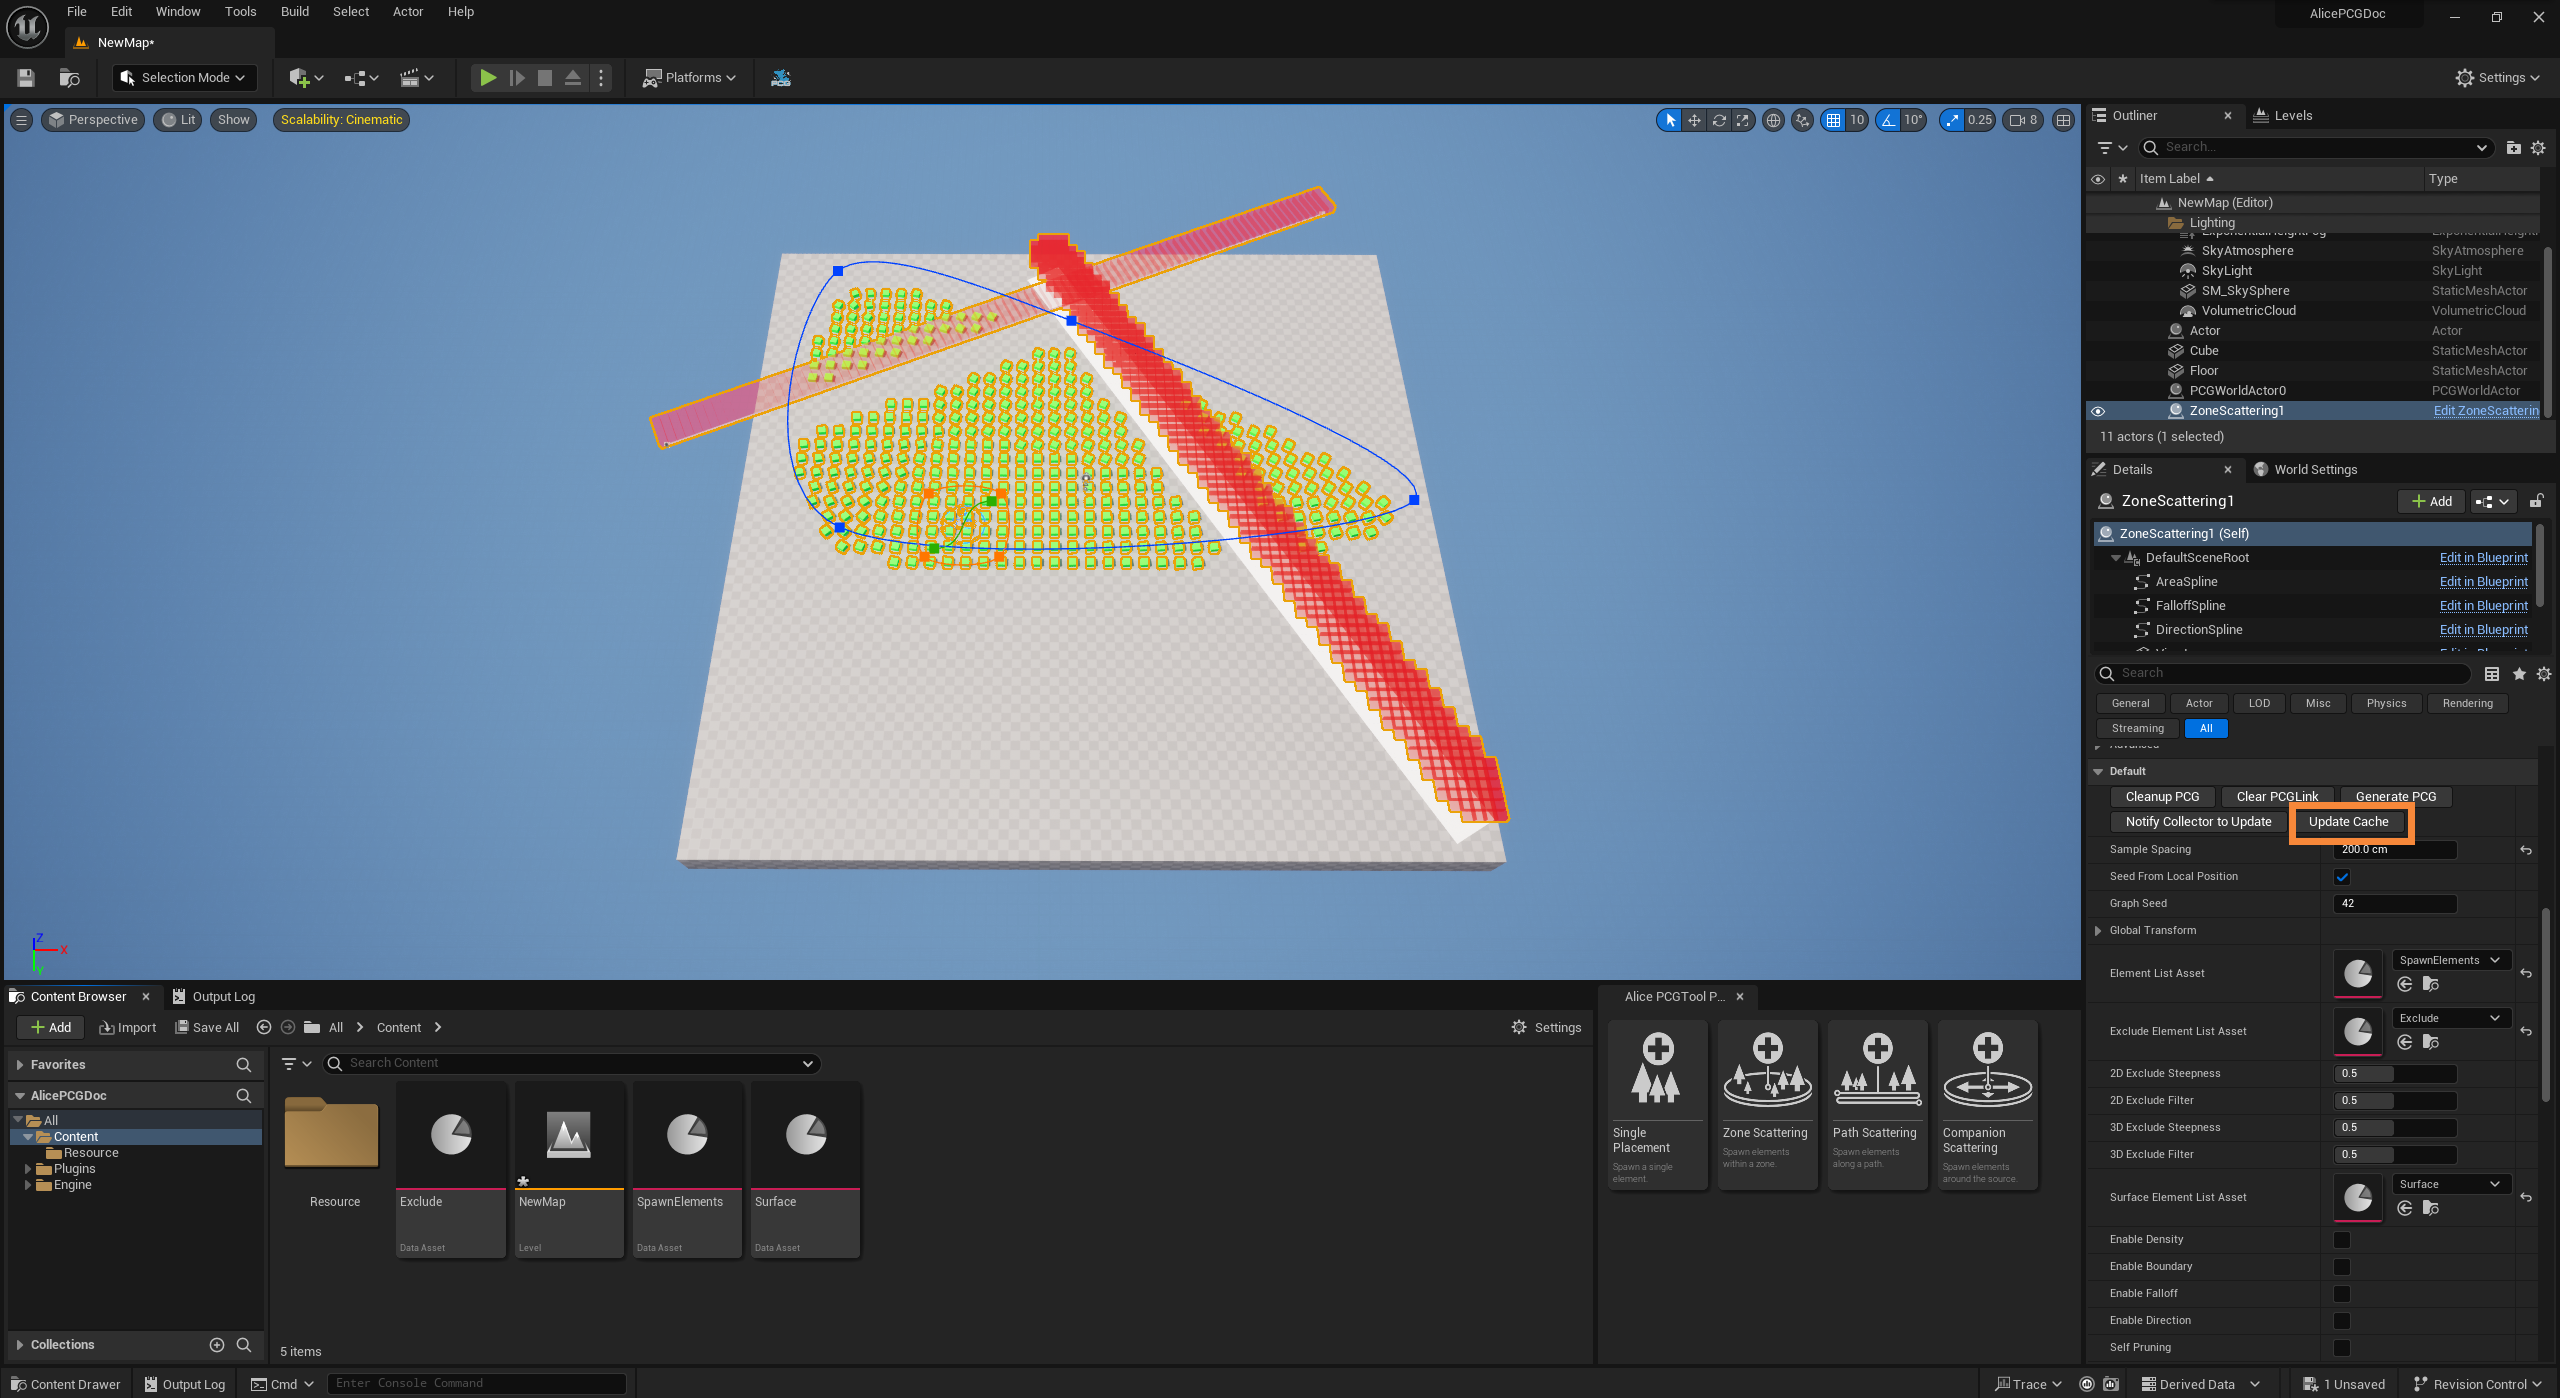 File Edit Window Tools Build Select Actor Help
AlicePCGDoc
NewMap*
Selection Mode
Platforms
Settings
Perspective Lit Show Scalability: Cinematic
10 10° 0.25 8
Z
X
Y
Outliner Levels
Search...
Item Label Type
NewMap (Editor)
Lighting
SkyAtmosphere SkyAtmosphere
SkyLight SkyLight
SM_SkySphere StaticMeshActor
VolumetricCloud VolumetricCloud
Actor Actor
Cube StaticMeshActor
Floor StaticMeshActor
PCGWorldActor0 PCGWorldActor
ZoneScattering1 Edit ZoneScatterin
11 actors (1 selected)
Details World Settings
ZoneScattering1 Add
ZoneScattering1 (Self)
DefaultSceneRoot Edit in Blueprint
AreaSpline Edit in Blueprint
FalloffSpline Edit in Blueprint
DirectionSpline Edit in Blueprint
Search
General Actor LOD Misc Physics Rendering
Streaming All
Default
Cleanup PCG Clear PCGLink Generate PCG
Notify Collector to Update Update Cache
Sample Spacing 200.0 cm
Seed From Local Position
Graph Seed 42
Global Transform
Element List Asset SpawnElements
Exclude Element List Asset Exclude
2D Exclude Steepness 0.5
2D Exclude Filter 0.5
3D Exclude Steepness 0.5
3D Exclude Filter 0.5
Surface Element List Asset Surface
Enable Density
Enable Boundary
Enable Falloff
Enable Direction
Self Pruning
Content Browser Output Log
Add Import Save All All Content Settings
Favorites
AlicePCGDoc
All
Content
Resource
Plugins
Engine
Collections
Search Content
Resource
Exclude
Data Asset
NewMap
Level
SpawnElements
Data Asset
Surface
Data Asset
5 items
Alice PCGTool P...
Single
Placement
Spawn a single
element.
Zone Scattering
Spawn elements
within a zone.
Path Scattering
Spawn elements
along a path.
Companion
Scattering
Spawn elements
around the source.
Content Drawer Output Log Cmd Enter Console Command
Trace Derived Data 1 Unsaved Revision Control